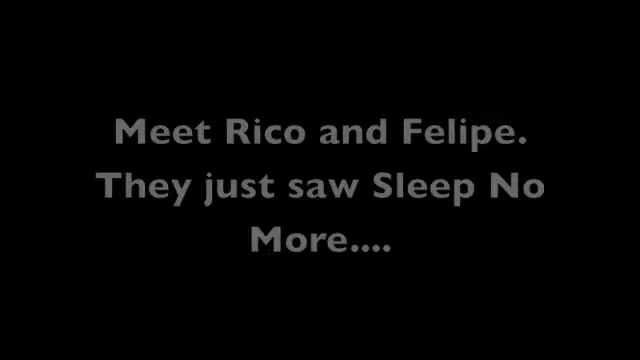 Meet Rico and Felipe.
They just saw Sleep No
More....